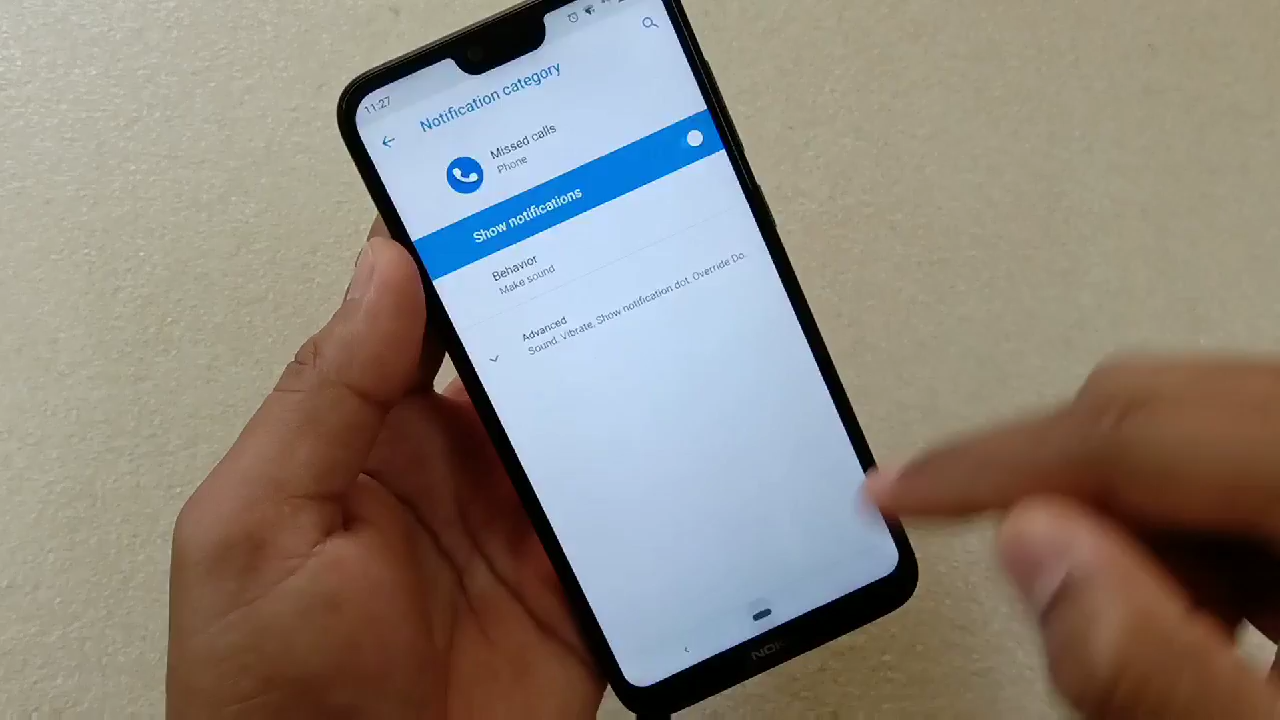 11:27
Notification category
Missed calls
Phone
Show notifications
Behavior
Make sound
Advanced
Sound, Vibrate, Show notification dot, Override Do..